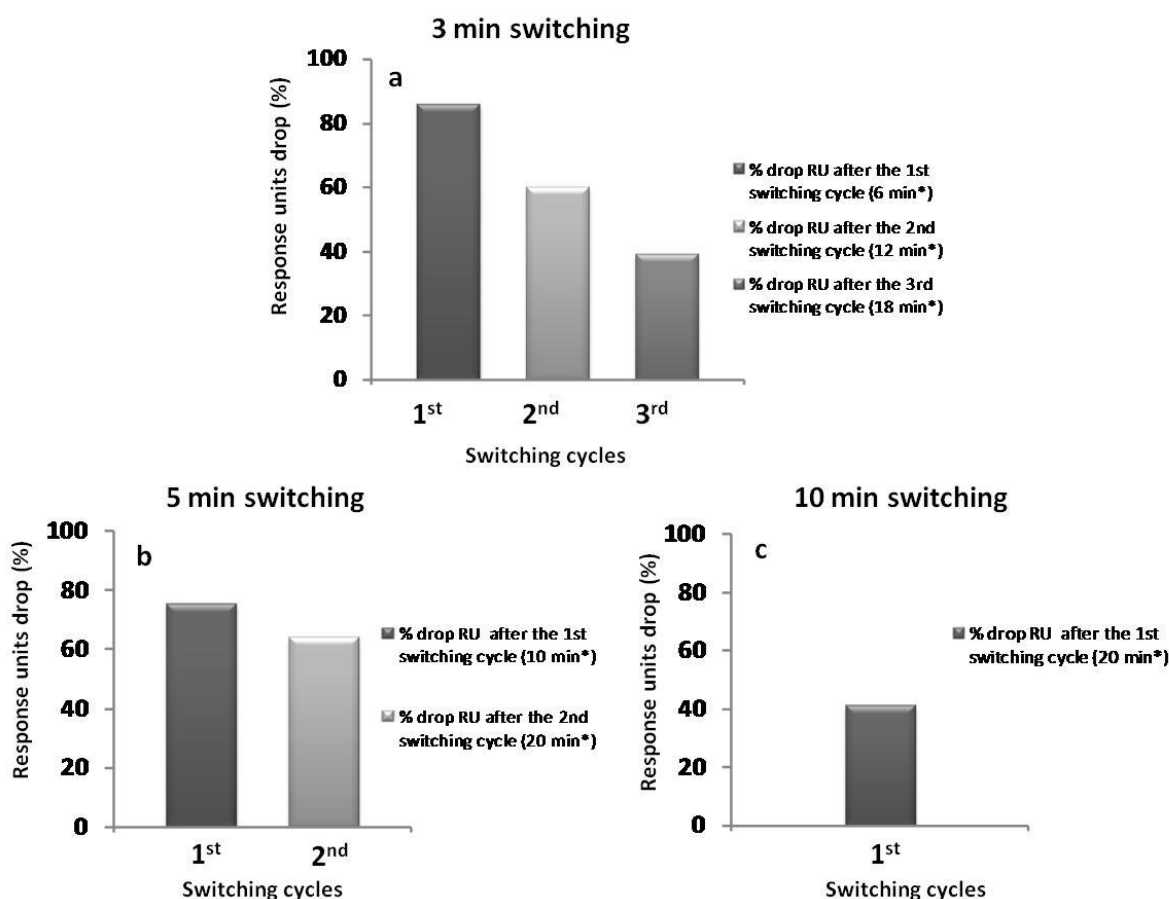 3 min switching
a
Response units drop (%)
100
80
60
40
20
0
1st
2nd
3rd
Switching cycles
% drop RU after the 1st
switching cycle (6 min*)
% drop RU after the 2nd
switching cycle (12 min*)
% drop RU after the 3rd
switching cycle (18 min*)
5 min switching
b
Response units drop (%)
100
80
60
40
20
0
1st
2nd
Switching cycles
% drop RU after the 1st
switching cycle (10 min*)
% drop RU after the 2nd
switching cycle (20 min*)
10 min switching
c
Response units drop (%)
100
80
60
40
20
0
1st
Switching cycles
% drop RU after the 1st
switching cycle (20 min*)